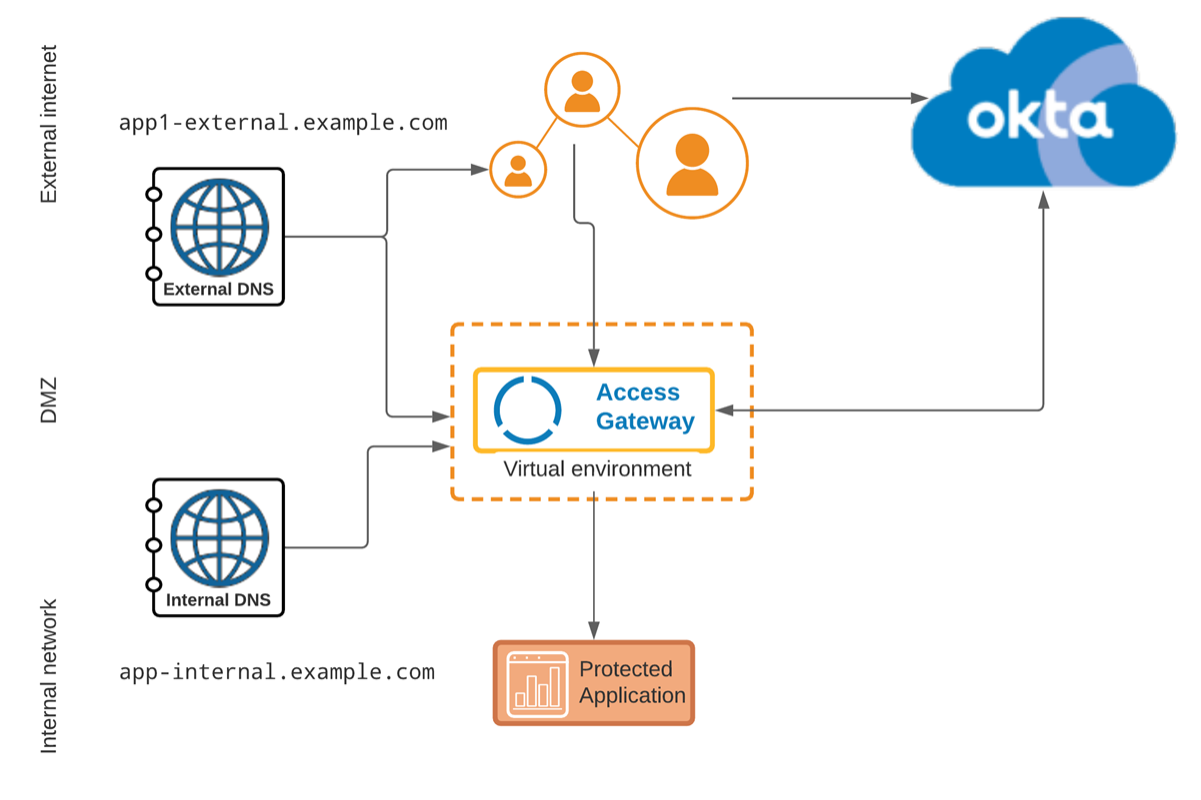 External internet
app1-external.example.com
okta
External DNS
DMZ
Access
Gateway
Virtual environment
Internal DNS
Internal network
app-internal.example.com
Protected
Application